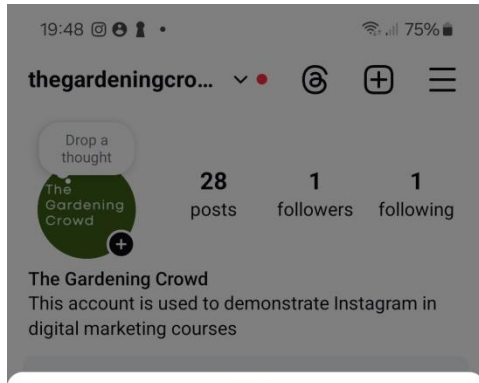 19:48 75%
thegardeningcro...
Drop a
thought
The
Gardening
Crowd
28 1 1
posts followers following
The Gardening Crowd
This account is used to demonstrate Instagram in
digital marketing courses